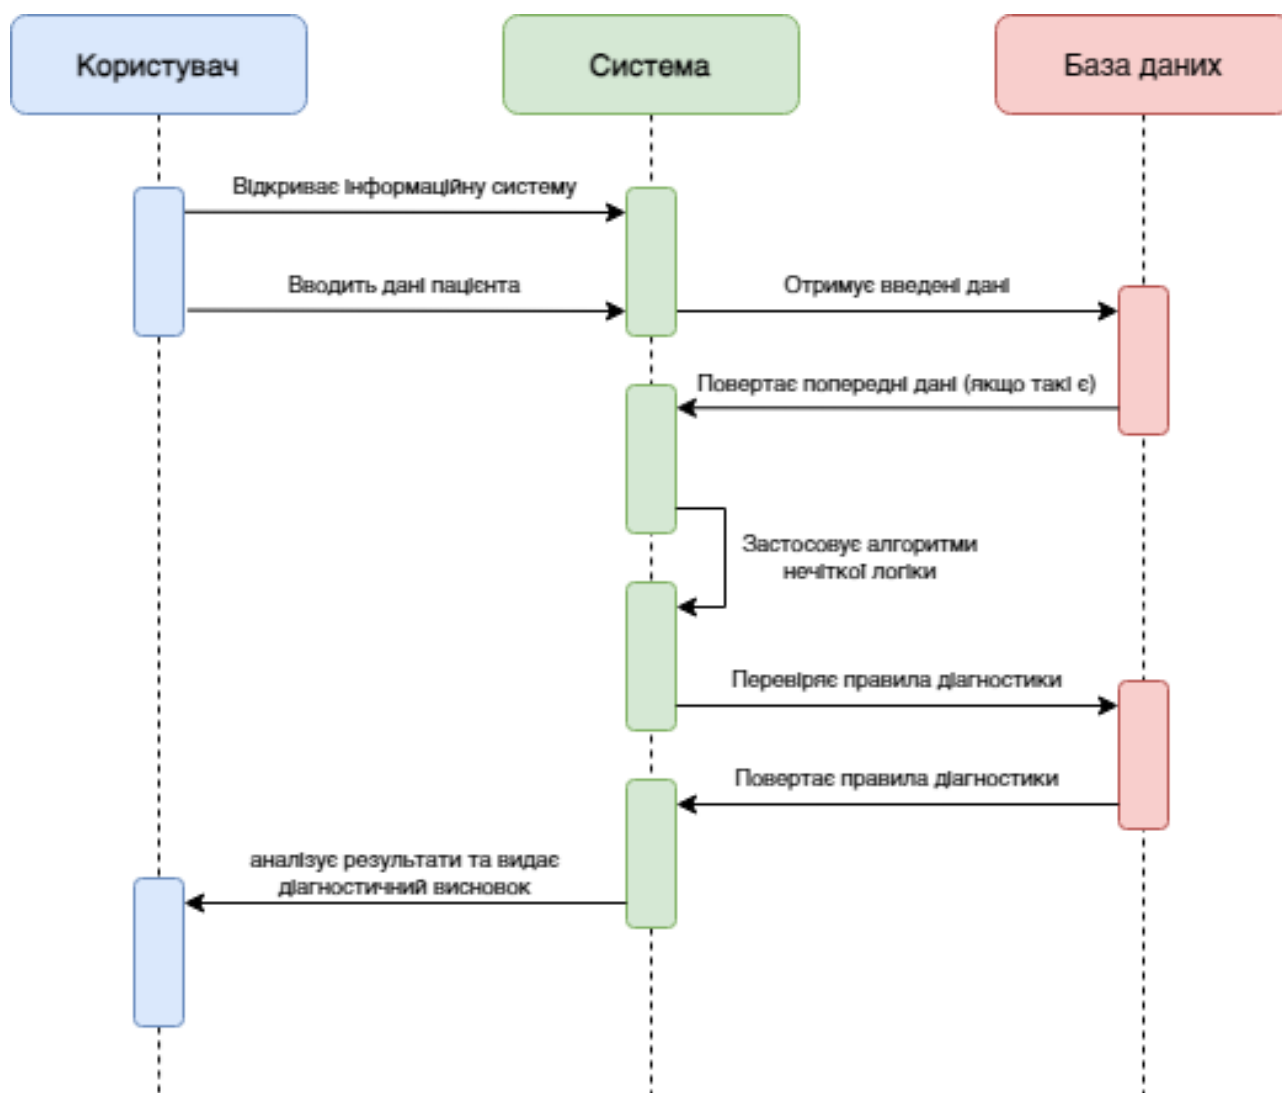 Користувач
Система
База даних
Відкриває інформаційну систему
Вводить дані пацієнта
Отримує введені дані
Повертає попередні дані (якщо такі є)
Застосовує алгоритми
нечіткої логіки
Перевіряє правила діагностики
Повертає правила діагностики
аналізує результати та видає
діагностичний висновок